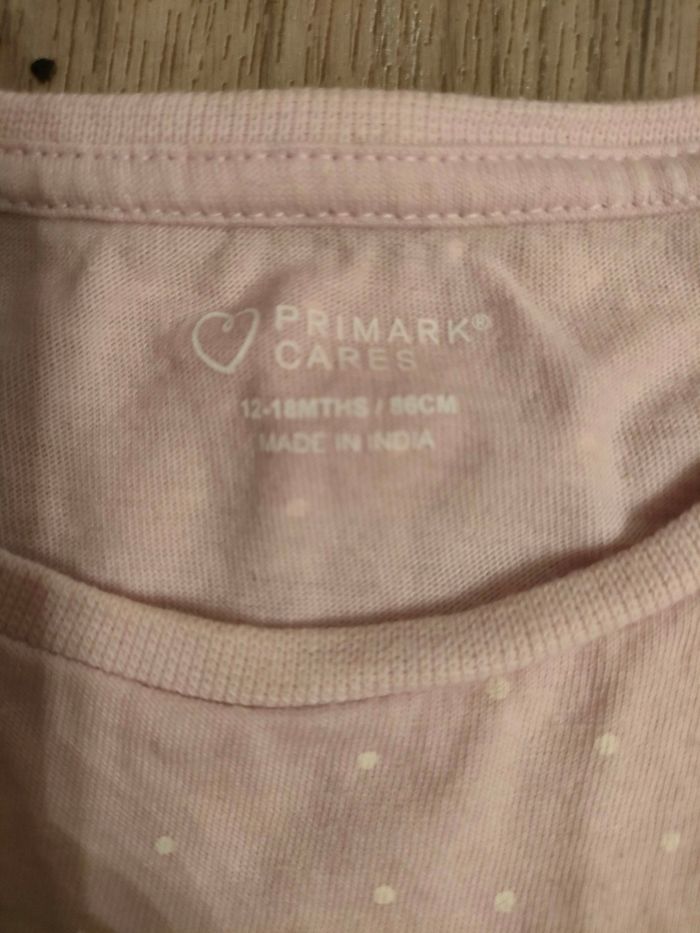 PRIMARK®
CARES
12-18MTHS / 86CM
MADE IN INDIA